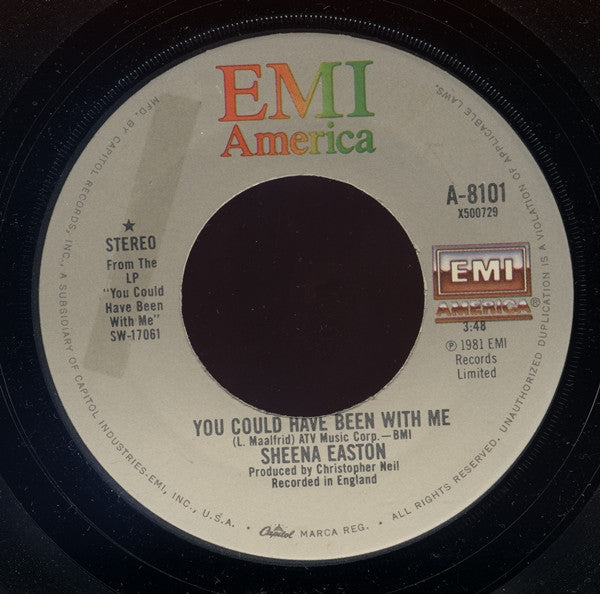 EMI
America
A-8101
X500729
★
STEREO
From The
LP
"You Could
Have Been
With Me"
SW-17061
EMI
AMERICA®
3:48
℗ 1981 EMI
Records
Limited
YOU COULD HAVE BEEN WITH ME
(L. Maalfrid) ATV Music Corp.—BMI
SHEENA EASTON
Produced by Christopher Neil
Recorded in England
MFD. BY CAPITOL RECORDS, INC., A SUBSIDIARY OF CAPITOL INDUSTRIES-EMI, INC., U.S.A. • Capitol MARCA REG. • ALL RIGHTS RESERVED. UNAUTHORIZED DUPLICATION IS A VIOLATION OF APPLICABLE LAWS.